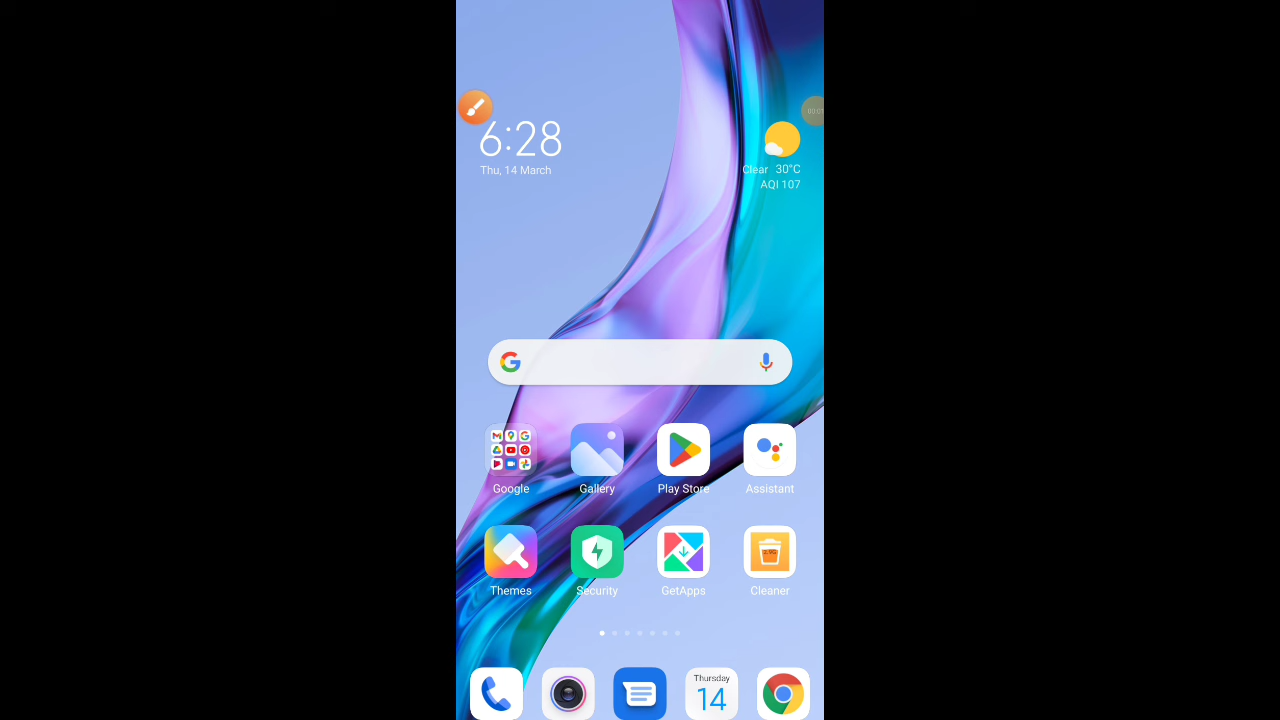 6:28
Thu, 14 March
Clear 30°C
AQI 107
Google
Gallery
Play Store
Assistant
Themes
Security
GetApps
Cleaner
Thursday
14